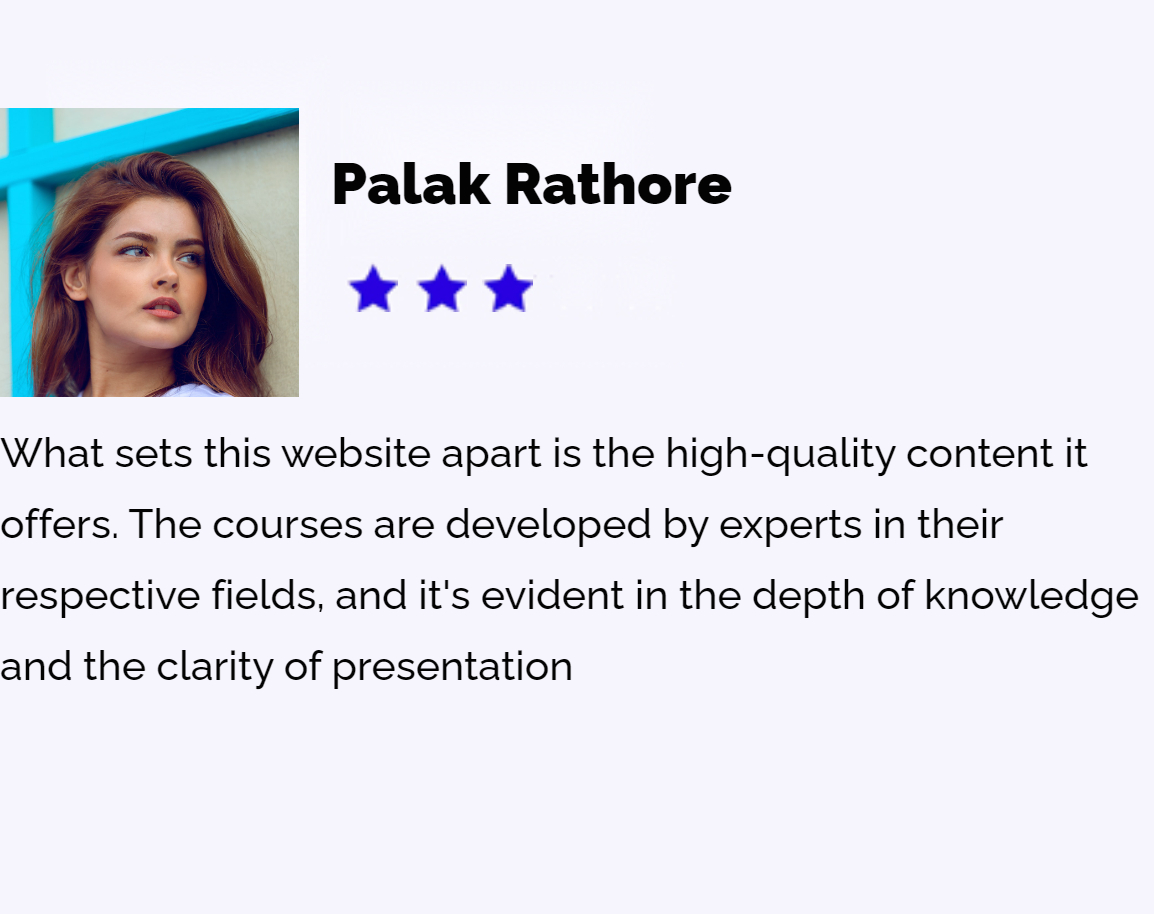 Palak Rathore
What sets this website apart is the high-quality content it
offers. The courses are developed by experts in their
respective fields, and it's evident in the depth of knowledge
and the clarity of presentation